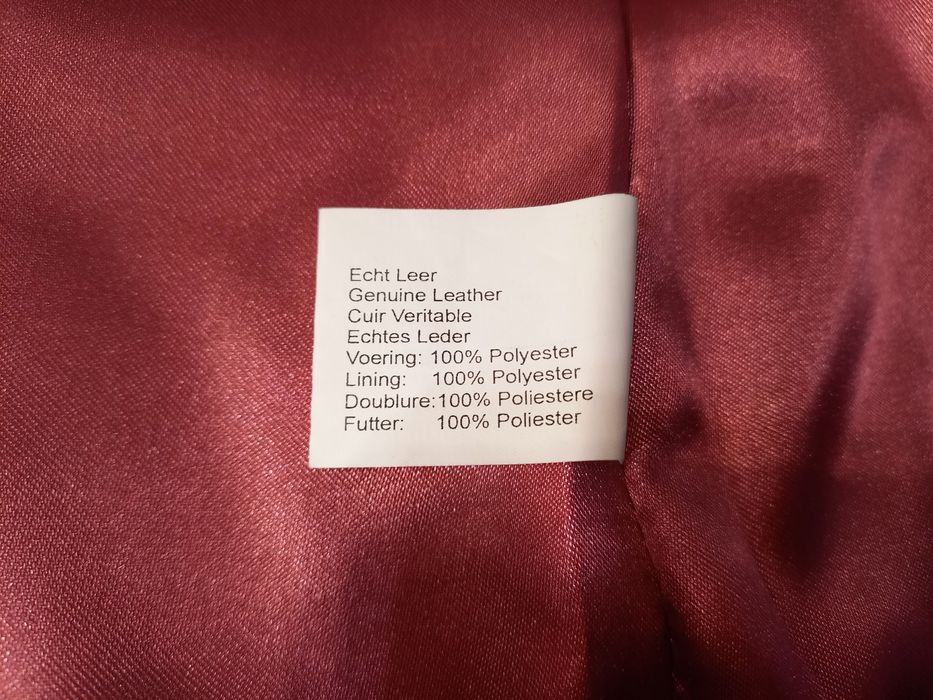 Echt Leer
Genuine Leather
Cuir Veritable
Echtes Leder
Voering: 100% Polyester
Lining: 100% Polyester
Doublure:100% Poliestere
Futter: 100% Poliester